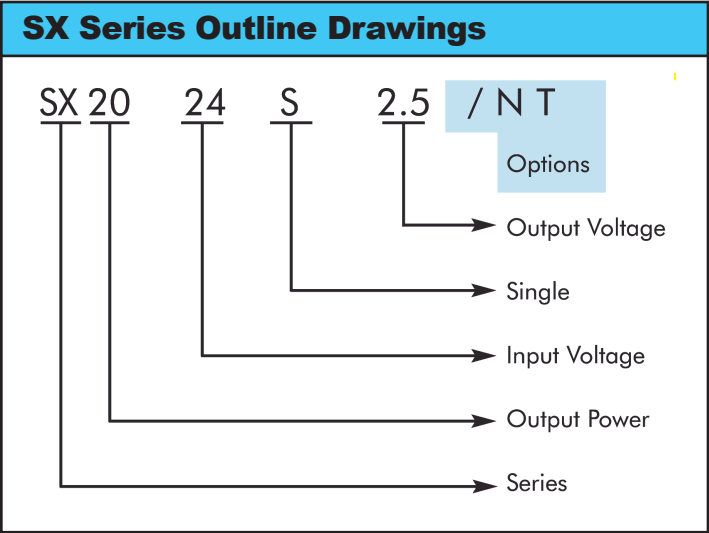 SX Series Outline Drawings
SX 20 24 S 2.5 / N T
Options
Output Voltage
Single
Input Voltage
Output Power
Series